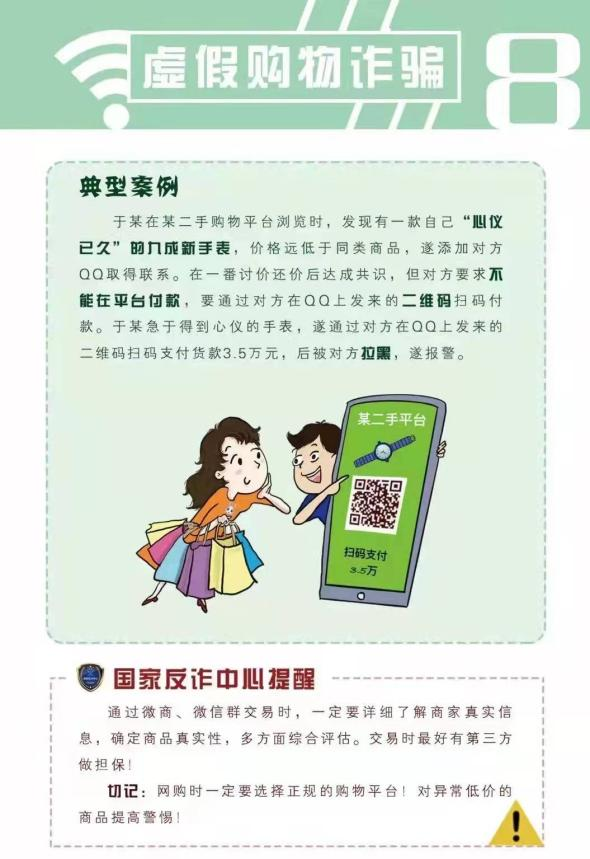 虚假购物诈骗
8
典型案例
于某在某二手购物平台浏览时，发现有一款自己“心仪
已久”的九成新手表，价格远低于同类商品，遂添加对方
QQ取得联系。在一番讨价还价后达成共识，但对方要求不
能在平台付款，要通过对方在QQ上发来的二维码扫码付
款。于某急于得到心仪的手表，遂通过对方在QQ上发来的
二维码扫码支付货款3.5万元，后被对方拉黑，遂报警。
某二手平台
扫码支付
3.5万
国家反诈中心提醒
通过微商、微信群交易时，一定要详细了解商家真实信
息，确定商品真实性，多方面综合评估。交易时最好有第三方
做担保！
切记：网购时一定要选择正规的购物平台！对异常低价的
商品提高警惕！